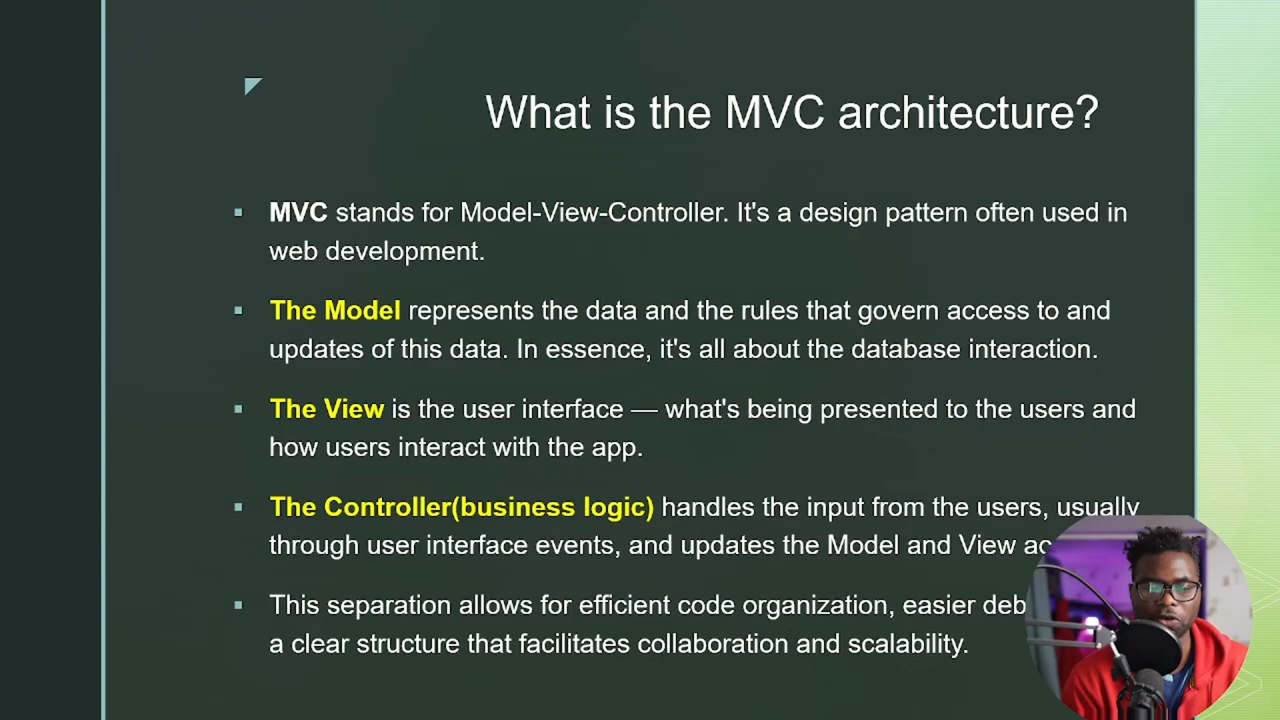 What is the MVC architecture?
▪ MVC stands for Model-View-Controller. It's a design pattern often used in
web development.
▪ The Model represents the data and the rules that govern access to and
updates of this data. In essence, it's all about the database interaction.
▪ The View is the user interface — what's being presented to the users and
how users interact with the app.
▪ The Controller(business logic) handles the input from the users, usually
through user interface events, and updates the Model and View
▪ This separation allows for efficient code organization, easier
a clear structure that facilitates collaboration and scalability.